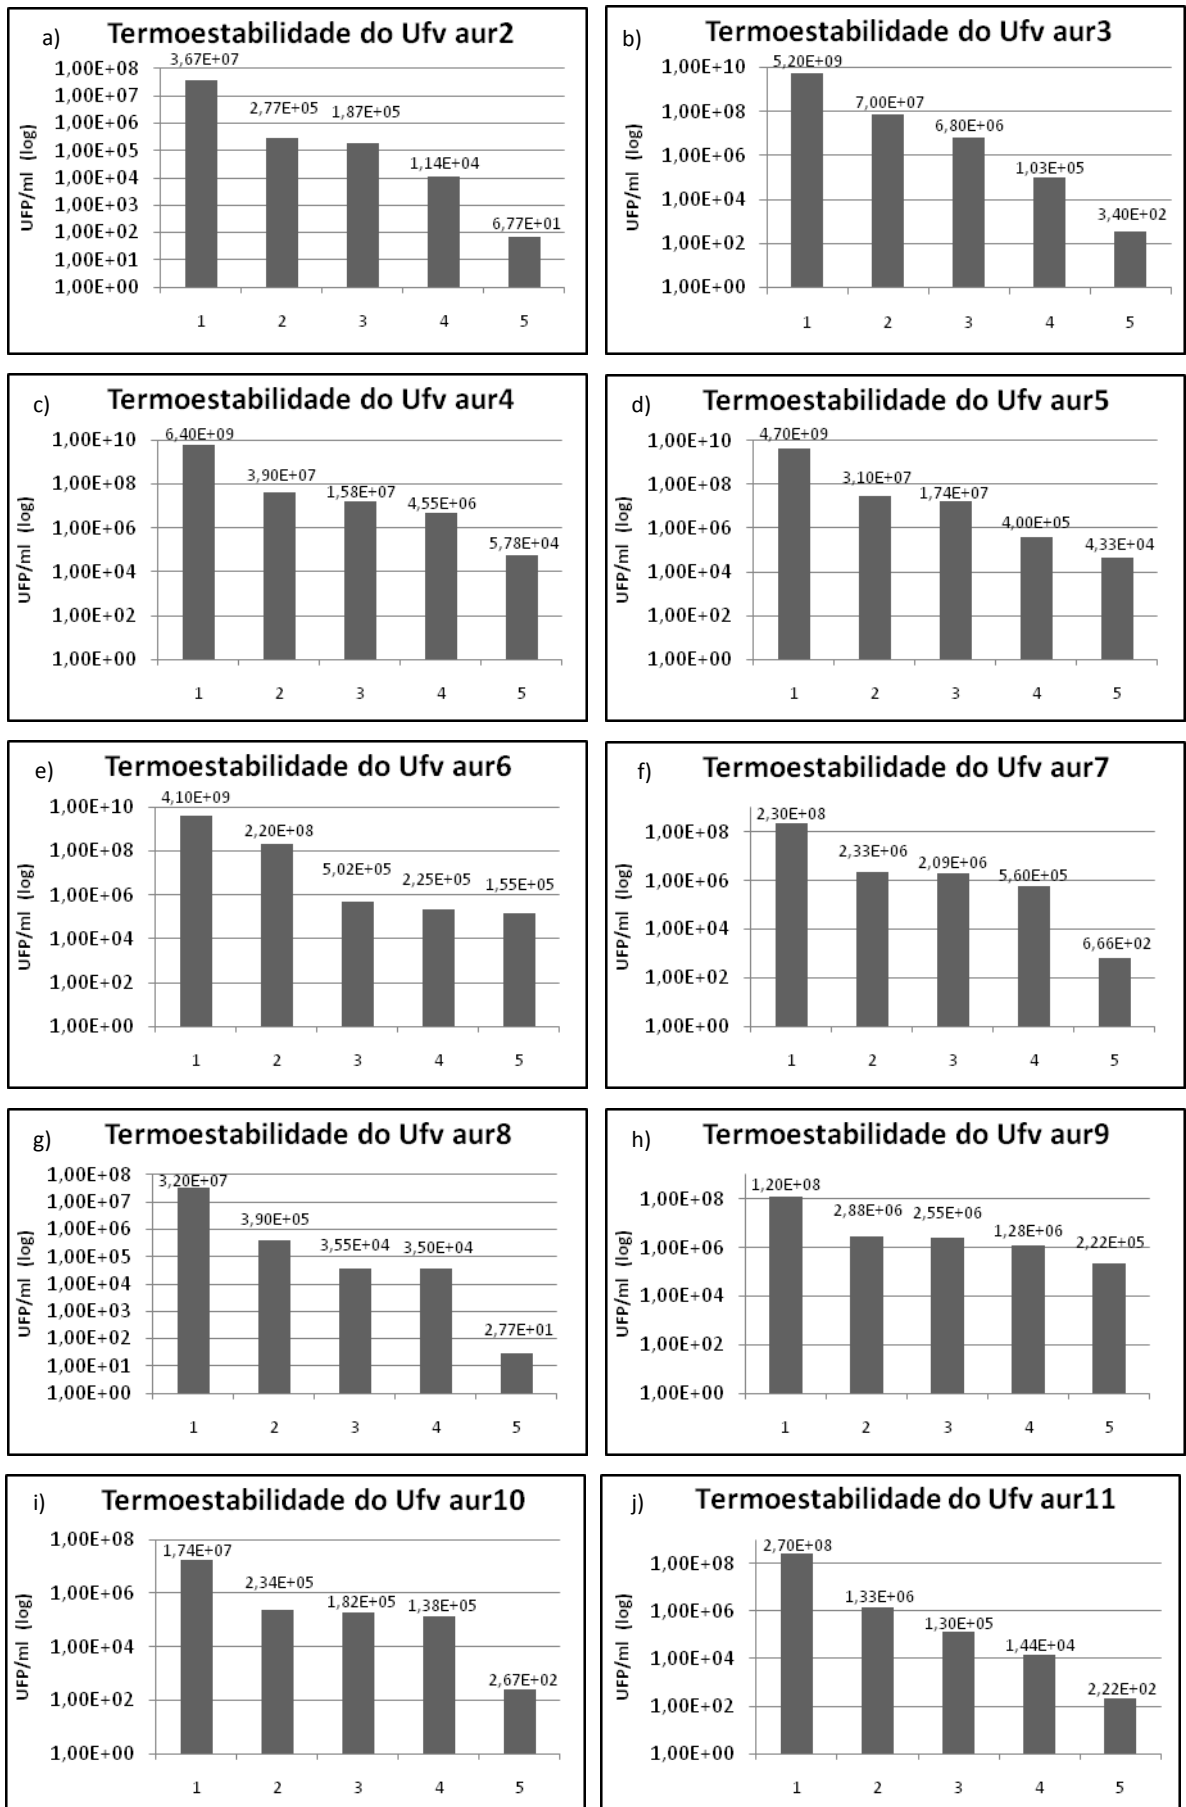 a) Termoestabilidade do Ufv aur2
UFP/ml (log)
1,00E+08
1,00E+07
1,00E+06
1,00E+05
1,00E+04
1,00E+03
1,00E+02
1,00E+01
1,00E+00
3,67E+07
2,77E+05
1,87E+05
1,14E+04
6,77E+01
1 2 3 4 5
b) Termoestabilidade do Ufv aur3
UFP/ml (log)
1,00E+10
1,00E+08
1,00E+06
1,00E+04
1,00E+02
1,00E+00
5,20E+09
7,00E+07
6,80E+06
1,03E+05
3,40E+02
1 2 3 4 5
c) Termoestabilidade do Ufv aur4
UFP/ml (log)
1,00E+10
1,00E+08
1,00E+06
1,00E+04
1,00E+02
1,00E+00
6,40E+09
3,90E+07
1,58E+07
4,55E+06
5,78E+04
1 2 3 4 5
d) Termoestabilidade do Ufv aur5
UFP/ml (log)
1,00E+10
1,00E+08
1,00E+06
1,00E+04
1,00E+02
1,00E+00
4,70E+09
3,10E+07
1,74E+07
4,00E+05
4,33E+04
1 2 3 4 5
e) Termoestabilidade do Ufv aur6
UFP/ml (log)
1,00E+10
1,00E+08
1,00E+06
1,00E+04
1,00E+02
1,00E+00
4,10E+09
2,20E+08
5,02E+05
2,25E+05
1,55E+05
1 2 3 4 5
f) Termoestabilidade do Ufv aur7
UFP/ml (log)
1,00E+08
1,00E+06
1,00E+04
1,00E+02
1,00E+00
2,30E+08
2,33E+06
2,09E+06
5,60E+05
6,66E+02
1 2 3 4 5
g) Termoestabilidade do Ufv aur8
UFP/ml (log)
1,00E+08
1,00E+07
1,00E+06
1,00E+05
1,00E+04
1,00E+03
1,00E+02
1,00E+01
1,00E+00
3,20E+07
3,90E+05
3,55E+04
3,50E+04
2,77E+01
1 2 3 4 5
h) Termoestabilidade do Ufv aur9
UFP/ml (log)
1,00E+08
1,00E+06
1,00E+04
1,00E+02
1,00E+00
1,20E+08
2,88E+06
2,55E+06
1,28E+06
2,22E+05
1 2 3 4 5
i) Termoestabilidade do Ufv aur10
UFP/ml (log)
1,00E+08
1,00E+06
1,00E+04
1,00E+02
1,00E+00
1,74E+07
2,34E+05
1,82E+05
1,38E+05
2,67E+02
1 2 3 4 5
j) Termoestabilidade do Ufv aur11
UFP/ml (log)
1,00E+08
1,00E+06
1,00E+04
1,00E+02
1,00E+00
2,70E+08
1,33E+06
1,30E+05
1,44E+04
2,22E+02
1 2 3 4 5